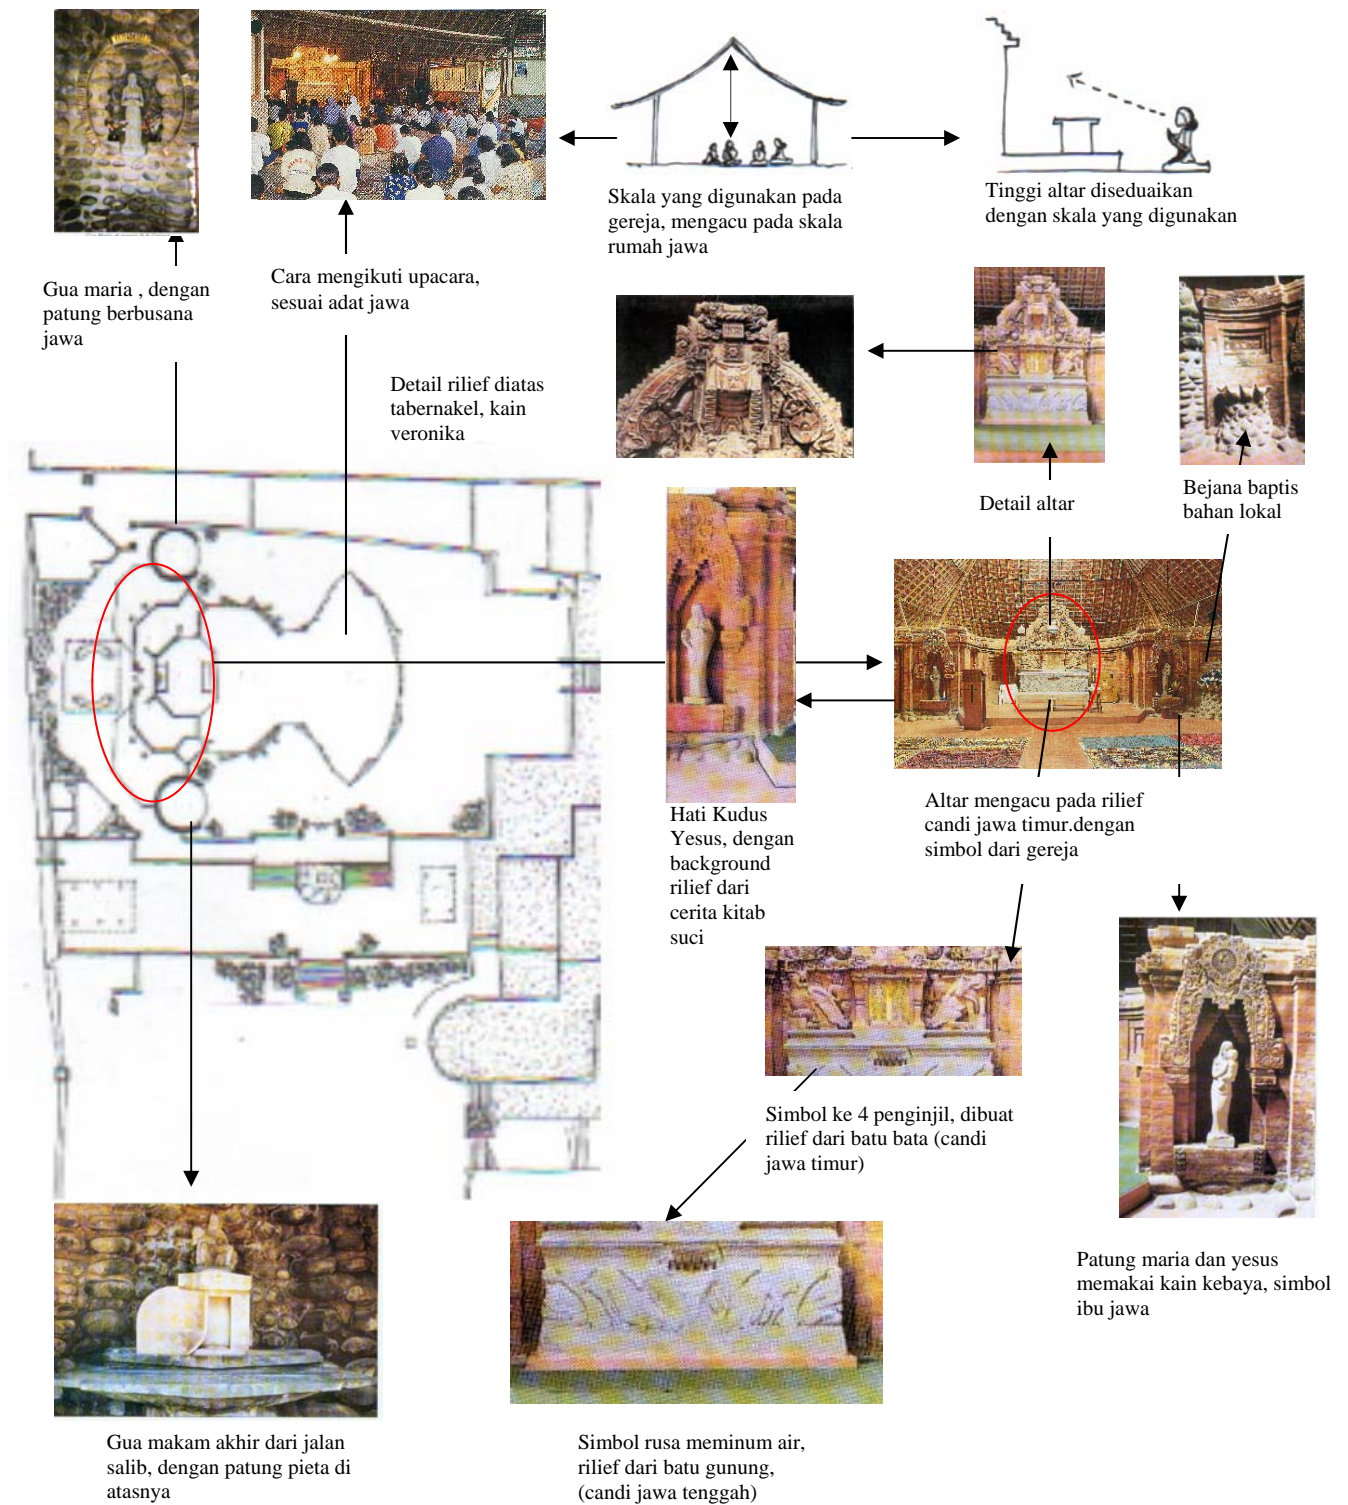 Skala yang digunakan pada
gereja, mengacu pada skala
rumah jawa
Tinggi altar diseduaikan
dengan skala yang digunakan
Gua maria , dengan
patung berbusana
jawa
Cara mengikuti upacara,
sesuai adat jawa
Detail rilief diatas
tabernakel, kain
veronika
Detail altar
Bejana baptis
bahan lokal
Hati Kudus
Yesus, dengan
background
rilief dari
cerita kitab
suci
Altar mengacu pada rilief
candi jawa timur.dengan
simbol dari gereja
Simbol ke 4 penginjil, dibuat
rilief dari batu bata (candi
jawa timur)
Patung maria dan yesus
memakai kain kebaya, simbol
ibu jawa
Gua makam akhir dari jalan
salib, dengan patung pieta di
atasnya
Simbol rusa meminum air,
rilief dari batu gunung,
(candi jawa tenggah)